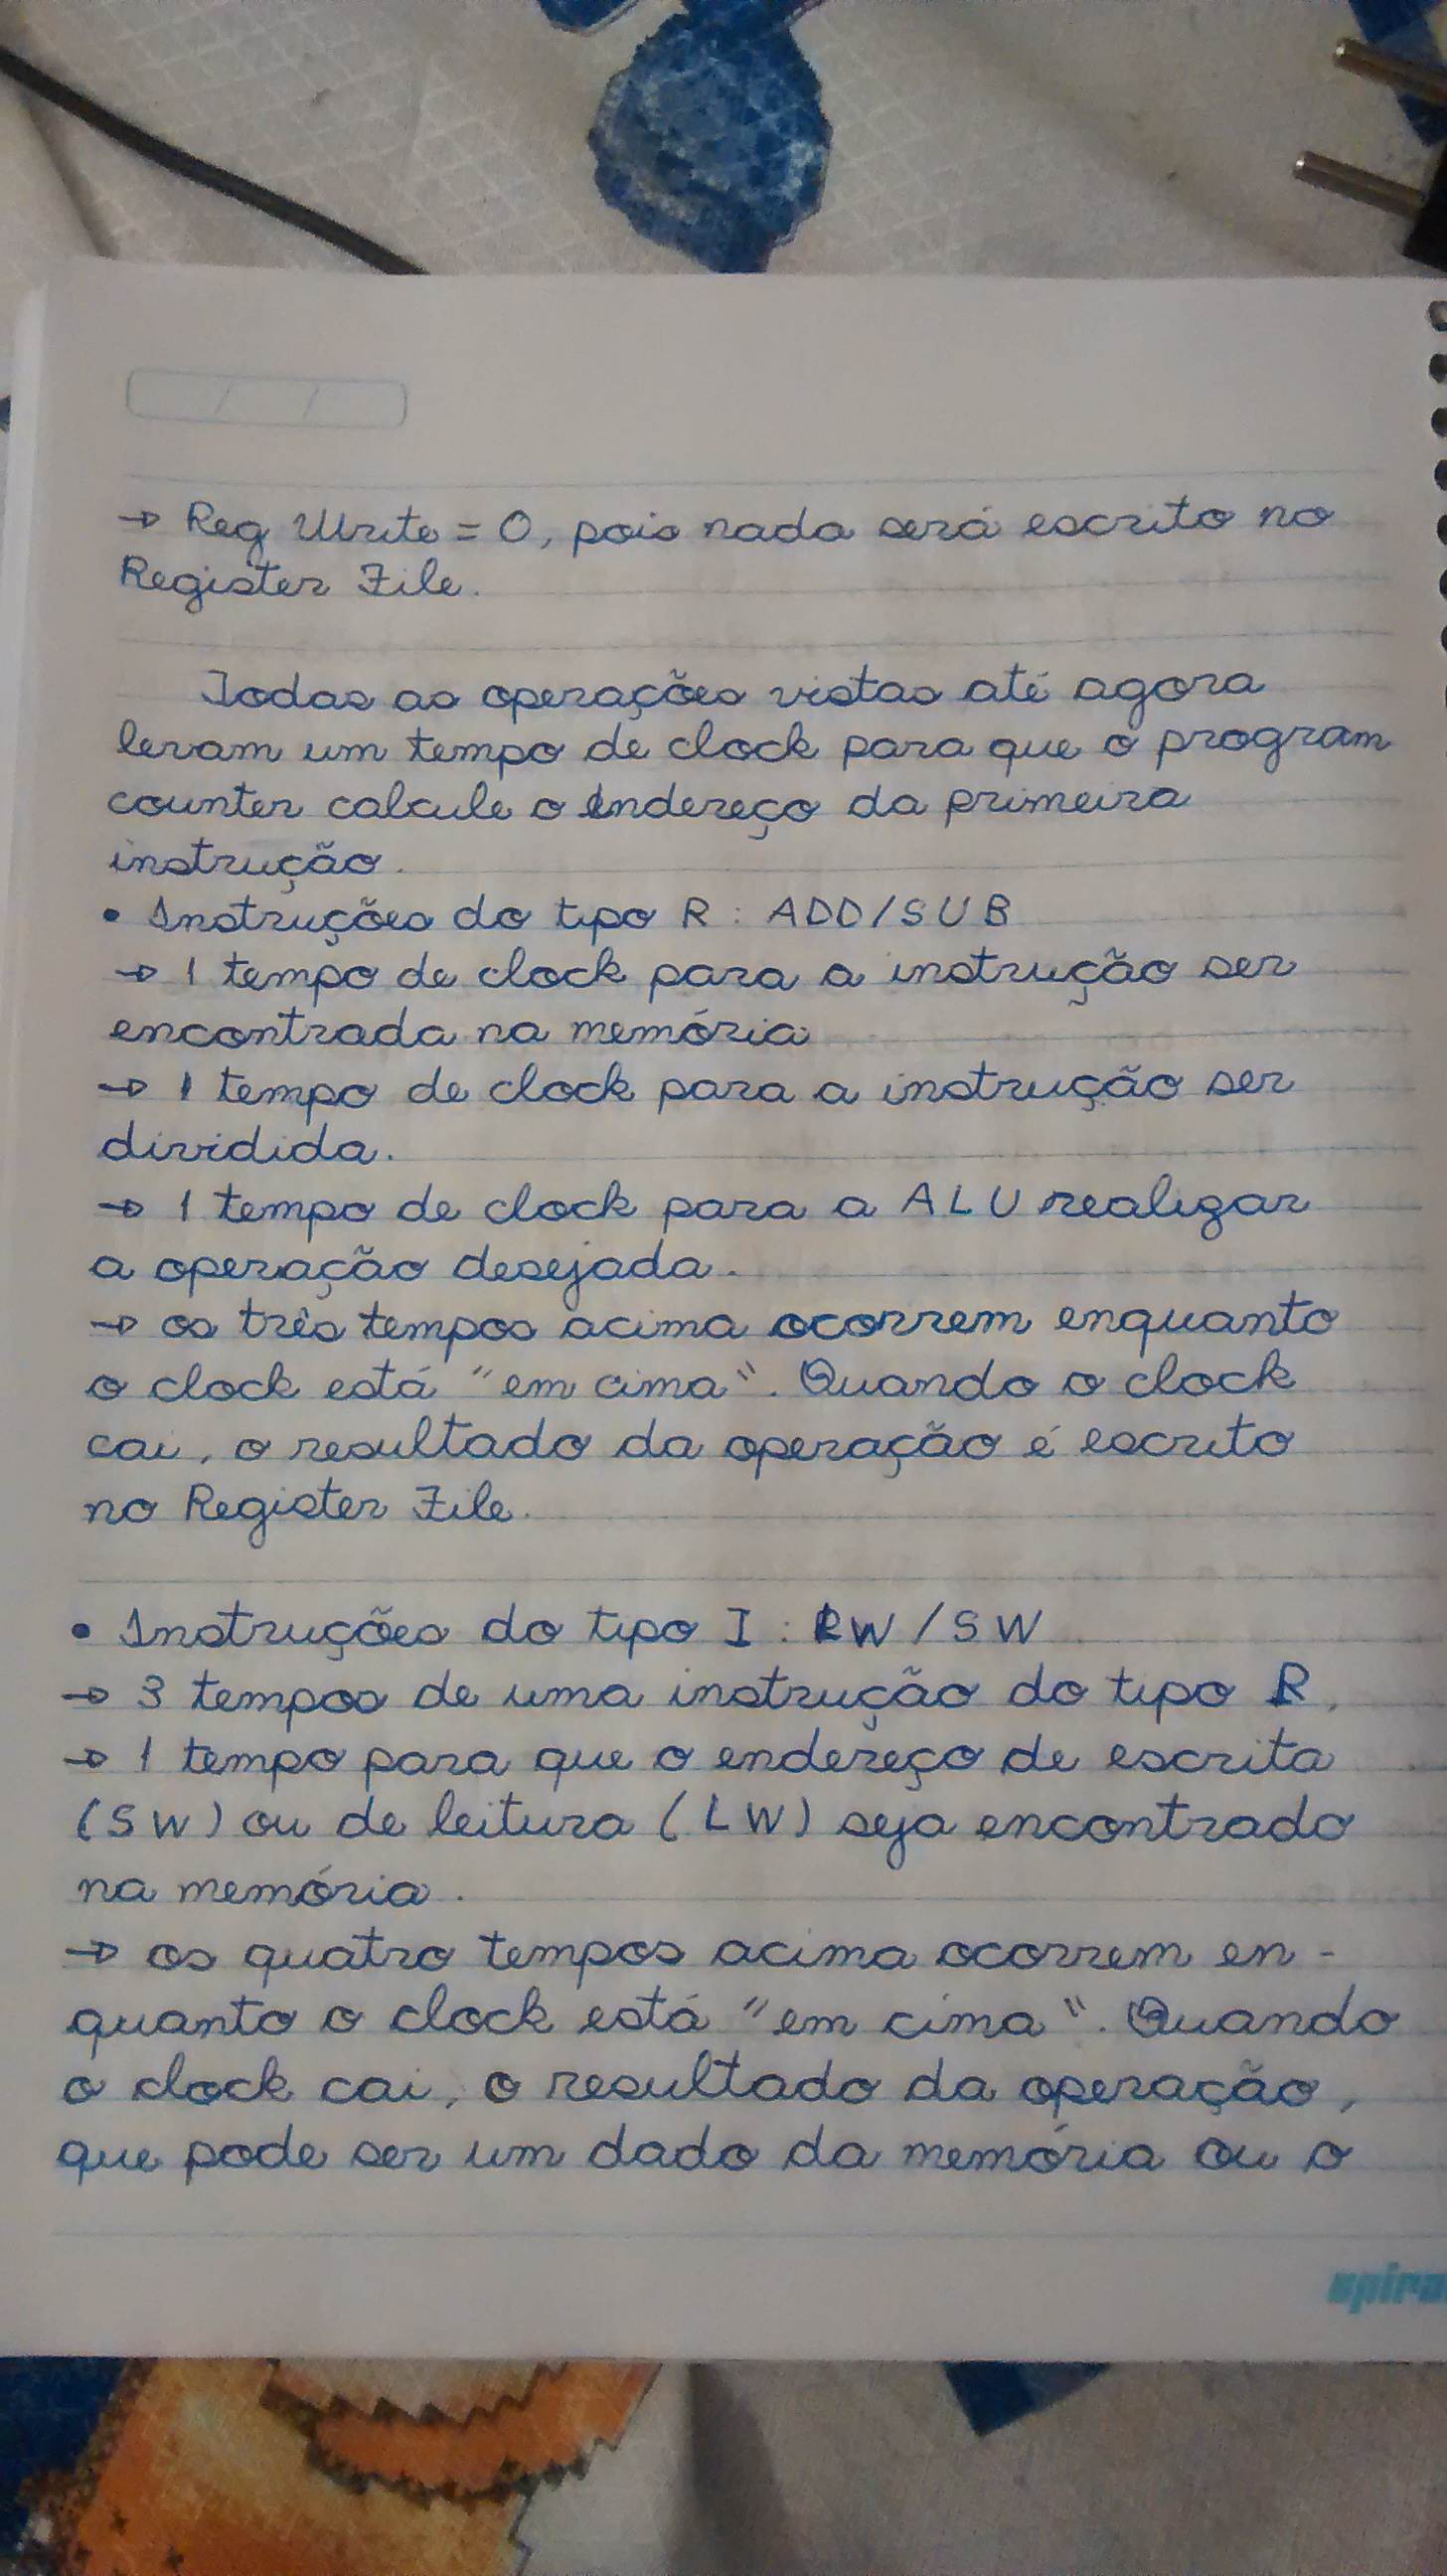 → Reg Write = 0, pois nada será escrito no
Register File.
Todas as operações vistas até agora
levam um tempo de clock para que o program
counter calcule o endereço da primeira
instrução.
• Instruções do tipo R: ADD/SUB
→ 1 tempo de clock para a instrução ser
encontrada na memória
→ 1 tempo de clock para a instrução ser
dividida.
→ 1 tempo de clock para a ALU realizar
a operação desejada.
→ os três tempos acima ocorrem enquanto
o clock está "em cima". Quando o clock
cai, o resultado da operação é escrito
no Register File.
• Instruções do tipo I: LW/SW
→ 3 tempos de uma instrução do tipo R.
→ 1 tempo para que o endereço de escrita
(SW) ou de leitura (LW) seja encontrado
na memória.
→ os quatro tempos acima ocorrem en-
quanto o clock está "em cima". Quando
o clock cai, o resultado da operação,
que pode ser um dado da memória ou o